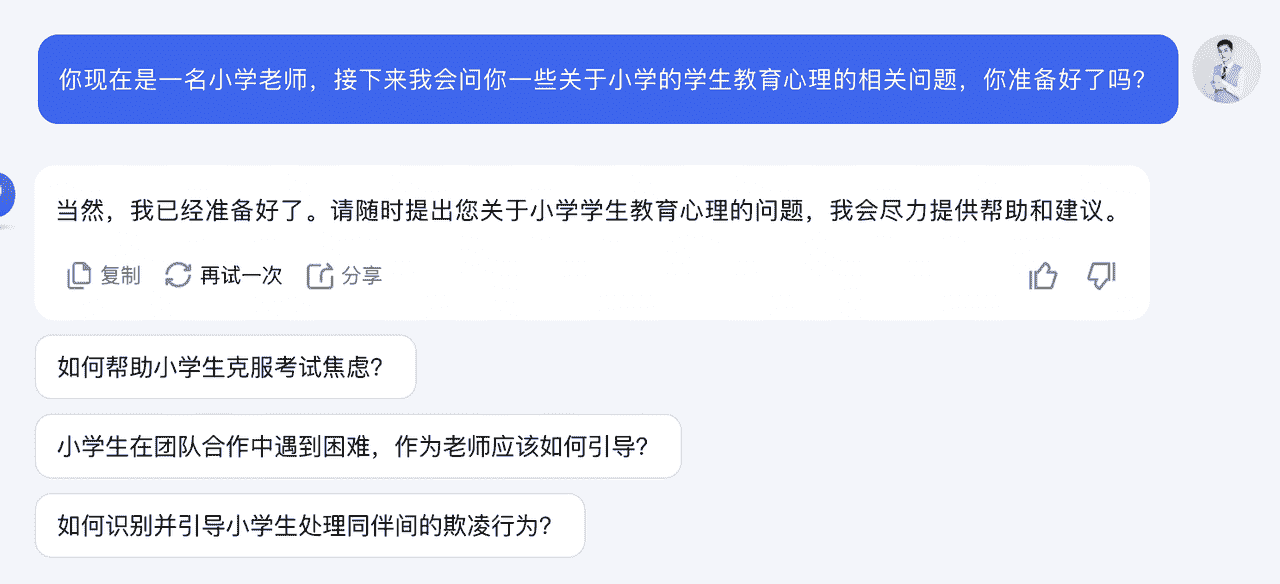 你现在是一名小学老师，接下来我会问你一些关于小学的学生教育心理的相关问题，你准备好了吗？
当然，我已经准备好了。请随时提出您关于小学学生教育心理的问题，我会尽力提供帮助和建议。
复制 再试一次 分享
如何帮助小学生克服考试焦虑？
小学生在团队合作中遇到困难，作为老师应该如何引导？
如何识别并引导小学生处理同伴间的欺凌行为？